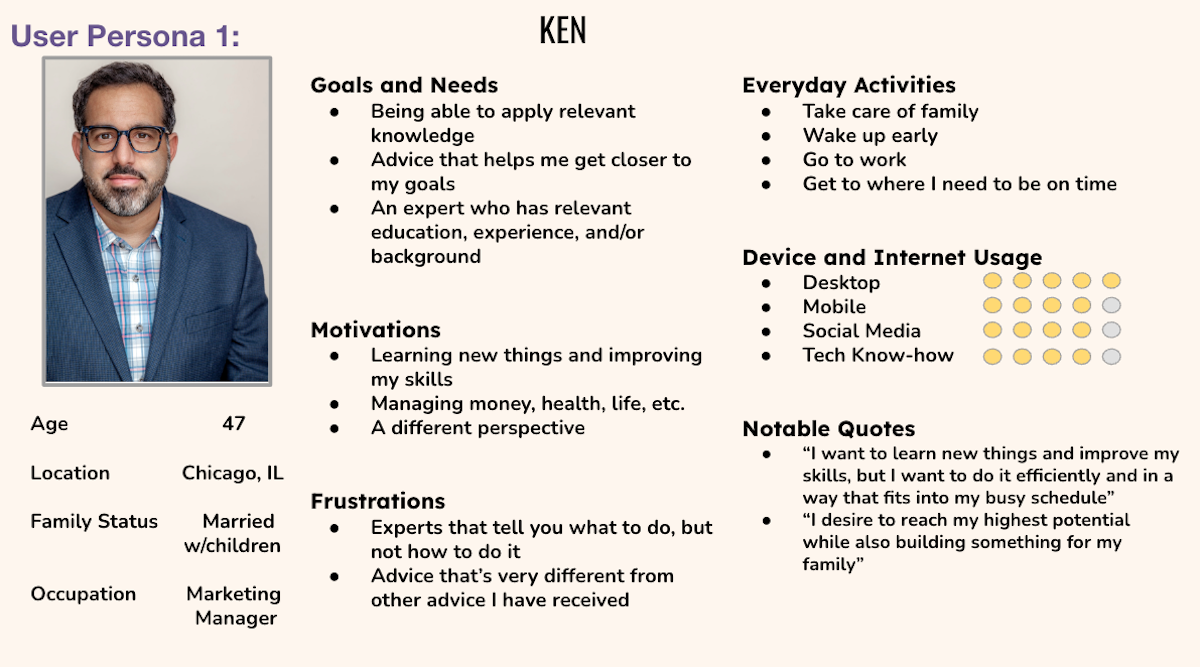 User Persona 1:
KEN
Age 47
Location Chicago, IL
Family Status Married
w/children
Occupation Marketing
Manager
Goals and Needs
● Being able to apply relevant
knowledge
● Advice that helps me get closer to
my goals
● An expert who has relevant
education, experience, and/or
background
Motivations
● Learning new things and improving
my skills
● Managing money, health, life, etc.
● A different perspective
Frustrations
● Experts that tell you what to do, but
not how to do it
● Advice that’s very different from
other advice I have received
Everyday Activities
● Take care of family
● Wake up early
● Go to work
● Get to where I need to be on time
Device and Internet Usage
● Desktop
● Mobile
● Social Media
● Tech Know-how
Notable Quotes
● “I want to learn new things and improve my
skills, but I want to do it efficiently and in a
way that fits into my busy schedule”
● “I desire to reach my highest potential
while also building something for my
family”